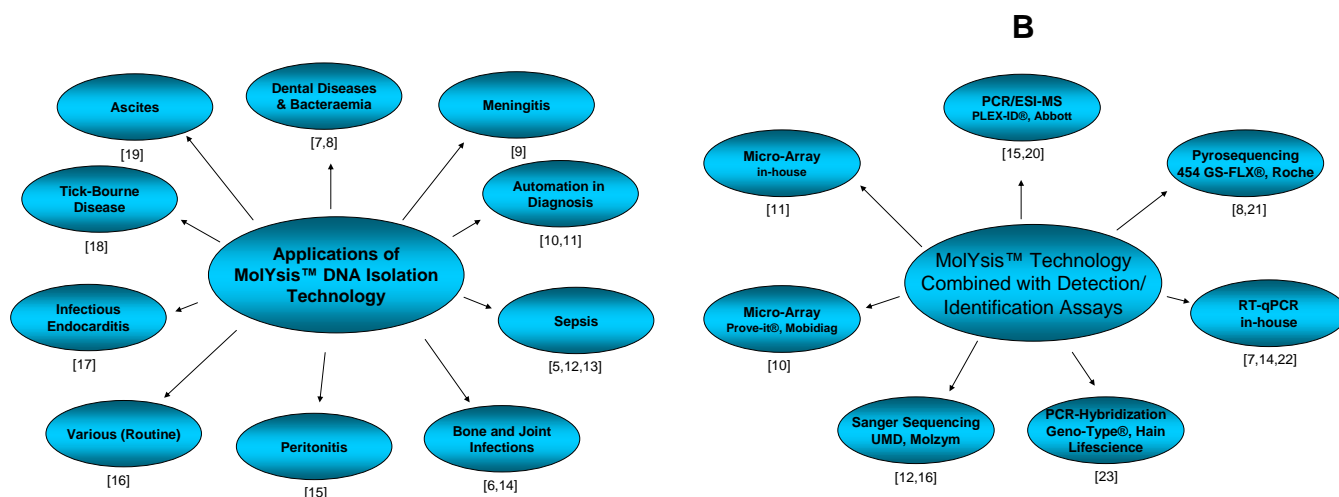 B
Ascites
[19]
Dental Diseases
& Bacteraemia
[7,8]
Meningitis
[9]
Tick-Bourne
Disease
[18]
Automation in
Diagnosis
[10,11]
Applications of
MolYsis™ DNA Isolation
Technology
Infectious
Endocarditis
[17]
Sepsis
[5,12,13]
Various (Routine)
[16]
Peritonitis
[15]
Bone and Joint
Infections
[6,14]
PCR/ESI-MS
PLEX-ID®, Abbott
[15,20]
Micro-Array
in-house
[11]
Pyrosequencing
454 GS-FLX®, Roche
[8,21]
MolYsis™ Technology
Combined with Detection/
Identification Assays
Micro-Array
Prove-it®, Mobidiag
[10]
RT-qPCR
in-house
[7,14,22]
Sanger Sequencing
UMD, Molzym
[12,16]
PCR-Hybridization
Geno-Type®, Hain
Lifescience
[23]